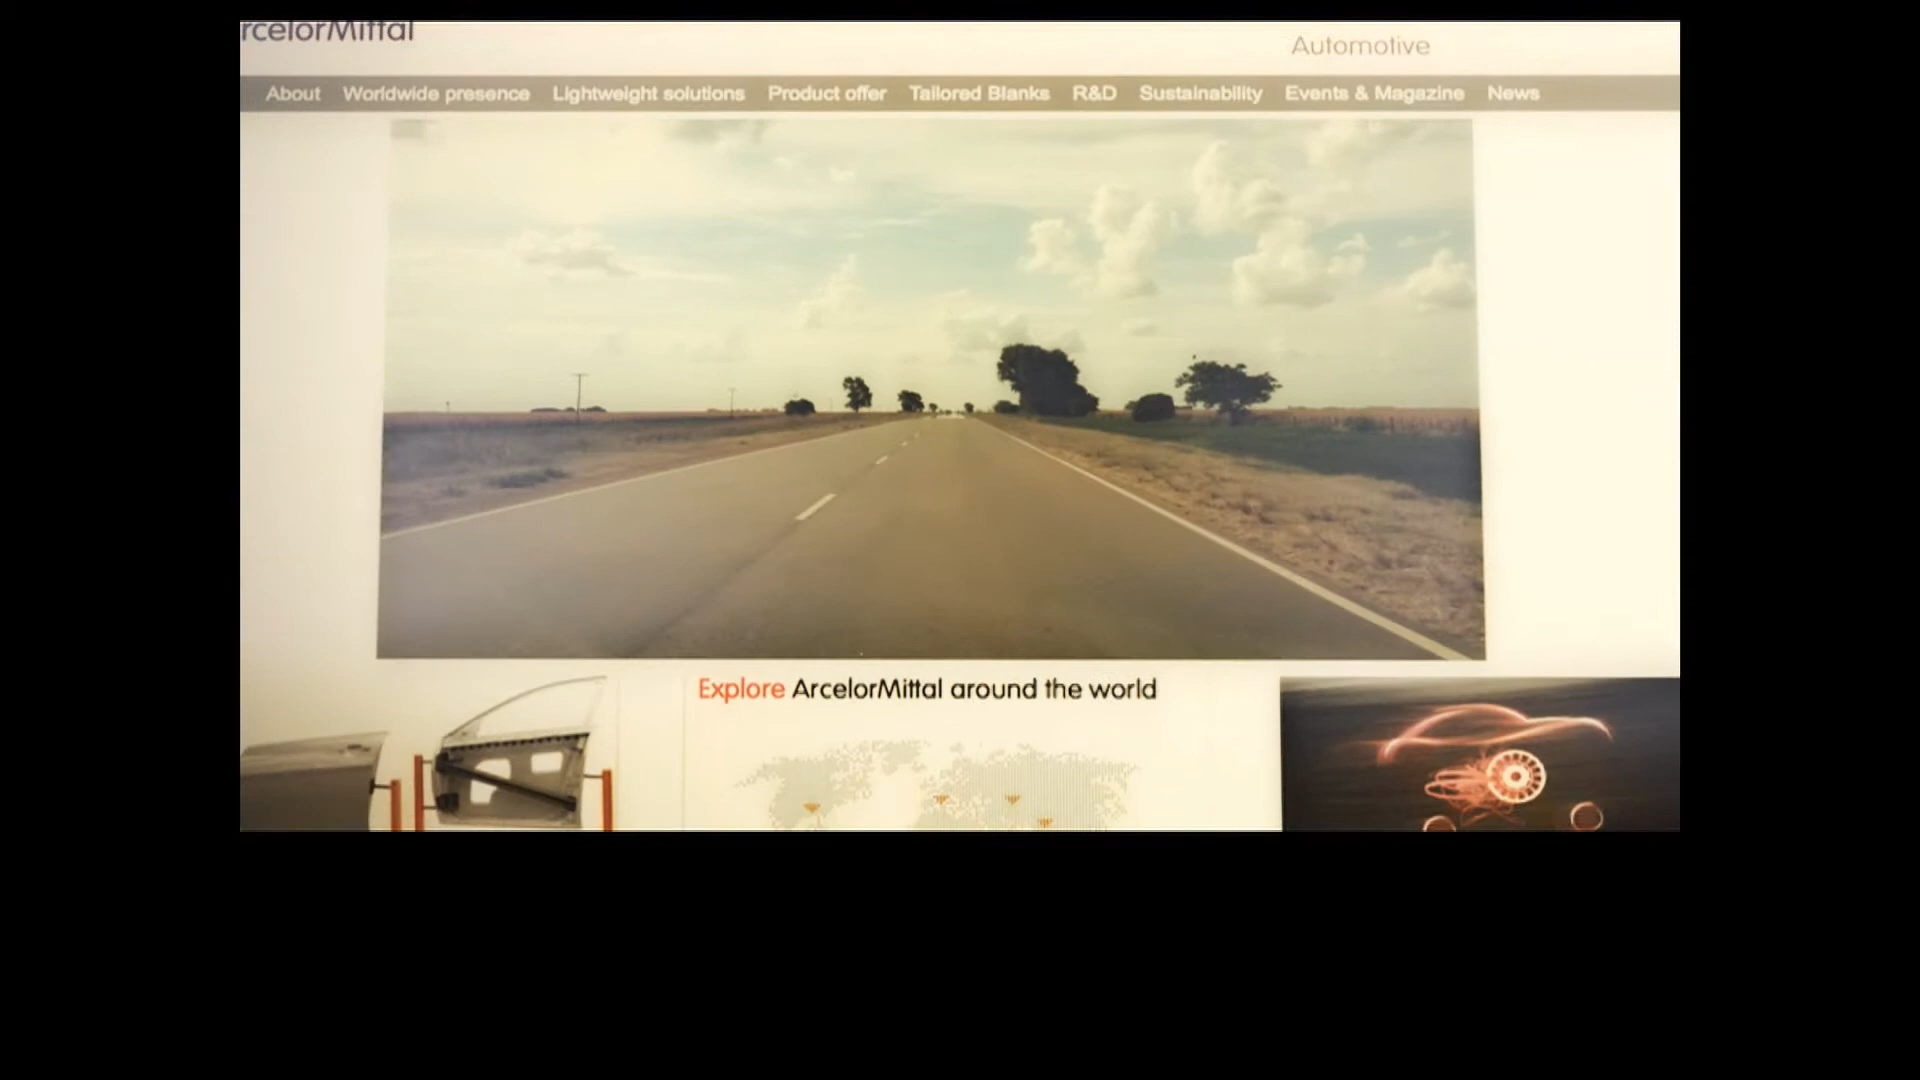 rcelorMittal
Automotive
About Worldwide presence Lightweight solutions Product offer Tailored Blanks R&D Sustainability Events & Magazine News
Explore ArcelorMittal around the world